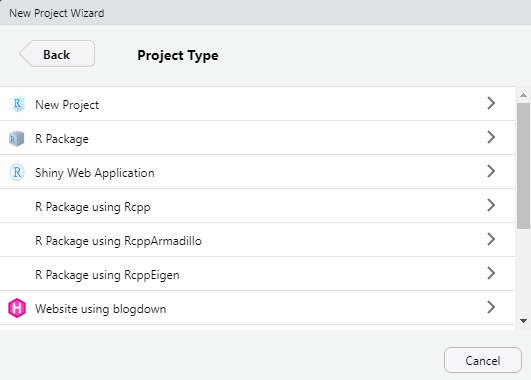 New Project Wizard
Back
Project Type
R New Project
R R Package
R Shiny Web Application
R Package using Rcpp
R Package using RcppArmadillo
R Package using RcppEigen
H Website using blogdown
Cancel